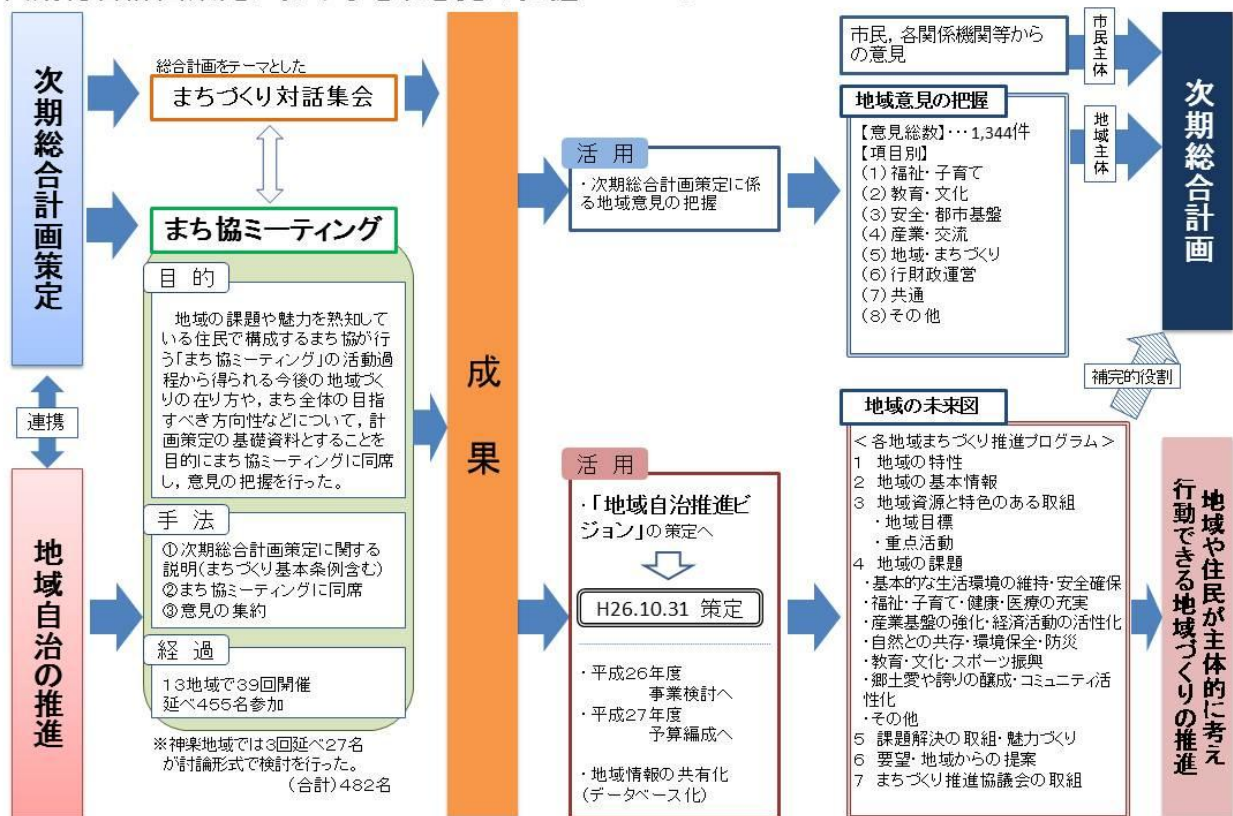 次期総合計画策定
連携
地域自治の推進
総合計画をテーマとした
まちづくり対話集会
まち協ミーティング
目 的
地域の課題や魅力を熟知して
いる住民で構成するまち協が行
う「まち協ミーティング」の活動過
程から得られる今後の地域づく
りの在り方や,まち全体の目指
すべき方向性などについて,計
画策定の基礎資料とすることを
目的にまち協ミーティングに同席
し,意見の把握を行った。
手 法
①次期総合計画策定に関する
説明(まちづくり基本条例含む)
②まち協ミーティングに同席
③意見の集約
経 過
13地域で39回開催
延べ455名参加
※神楽地域では3回延べ27名
が討論形式で検討を行った。
(合計)482名
成果
活 用
・次期総合計画策定に係
る地域意見の把握
活 用
・「地域自治推進ビ
ジョン」の策定へ
H26.10.31 策定
・平成26年度
事業検討へ
・平成27年度
予算編成へ
・地域情報の共有化
(データベース化)
市民,各関係機関等から
の意見
市民主体
地域意見の把握
【意見総数】・・・1,344件
【項目別】
(1)福祉・子育て
(2)教育・文化
(3)安全・都市基盤
(4)産業・交流
(5)地域・まちづくり
(6)行財政運営
(7)共通
(8)その他
地域主体
次期総合計画
補完的役割
地域の未来図
<各地域まちづくり推進プログラム>
1 地域の特性
2 地域の基本情報
3 地域資源と特色のある取組
・地域目標
・重点活動
4 地域の課題
・基本的な生活環境の維持・安全確保
・福祉・子育て・健康・医療の充実
・産業基盤の強化・経済活動の活性化
・自然との共存・環境保全・防災
・教育・文化・スポーツ振興
・郷土愛や誇りの醸成・コミュニティ活
性化
・その他
5 課題解決の取組・魅力づくり
6 要望・地域からの提案
7 まちづくり推進協議会の取組
地域や住民が主体的に考え
行動できる地域づくりの推進